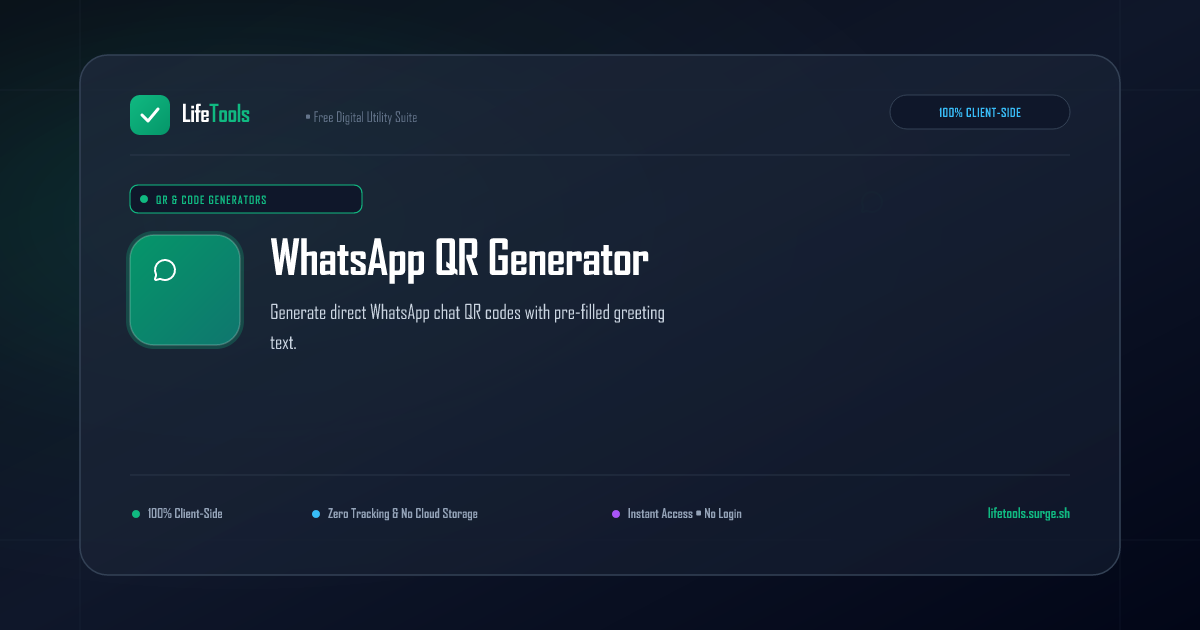 LifeTools
▪ Free Digital Utility Suite
100% CLIENT-SIDE
QR & CODE GENERATORS
WhatsApp QR Generator
Generate direct WhatsApp chat QR codes with pre-filled greeting
text.
100% Client-Side
Zero Tracking & No Cloud Storage
Instant Access ▪ No Login
lifetools.surge.sh